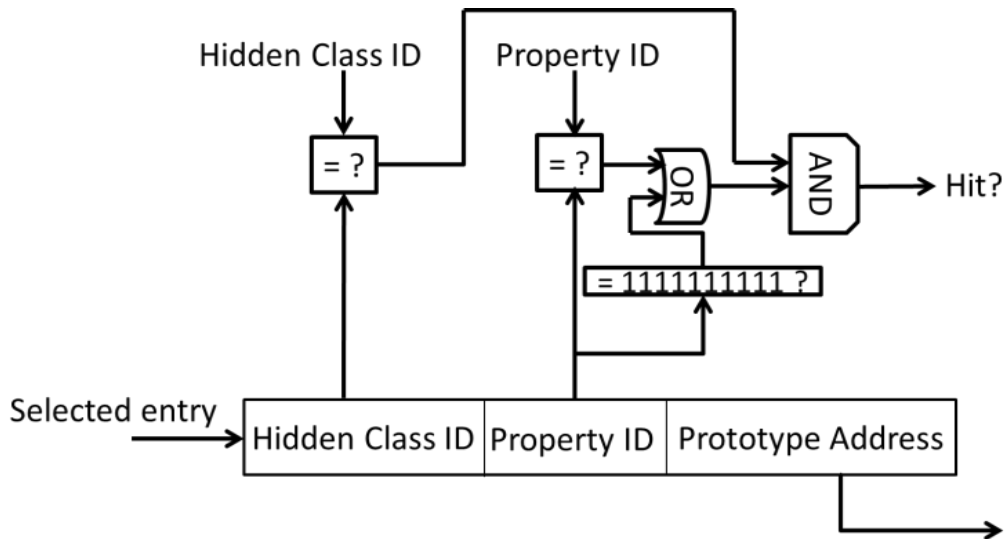 Hidden Class ID
Property ID
= ?
= ?
OR
AND
Hit?
= 1111111111 ?
Selected entry
Hidden Class ID
Property ID
Prototype Address